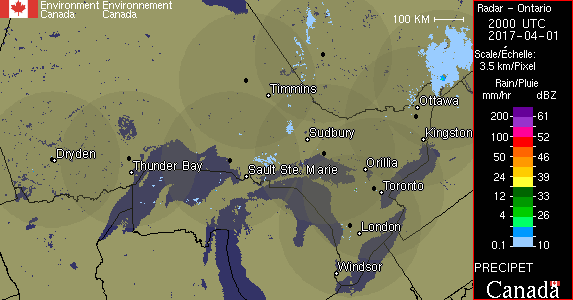 Environment Environnement
Canada Canada
100 KM
Timmins
Ottawa
Sudbury
Kingston
Dryden
Thunder Bay
Sault Ste. Marie
Orillia
Toronto
London
Windsor
Radar - Ontario
2000 UTC
2017-04-01
Scale/Échelle:
3.5 km/Pixel
Rain/Pluie
mm/hr dBZ
200 61
100 52
50 46
24 39
12 33
4 26
0.1 10
PRECIPET
Canada